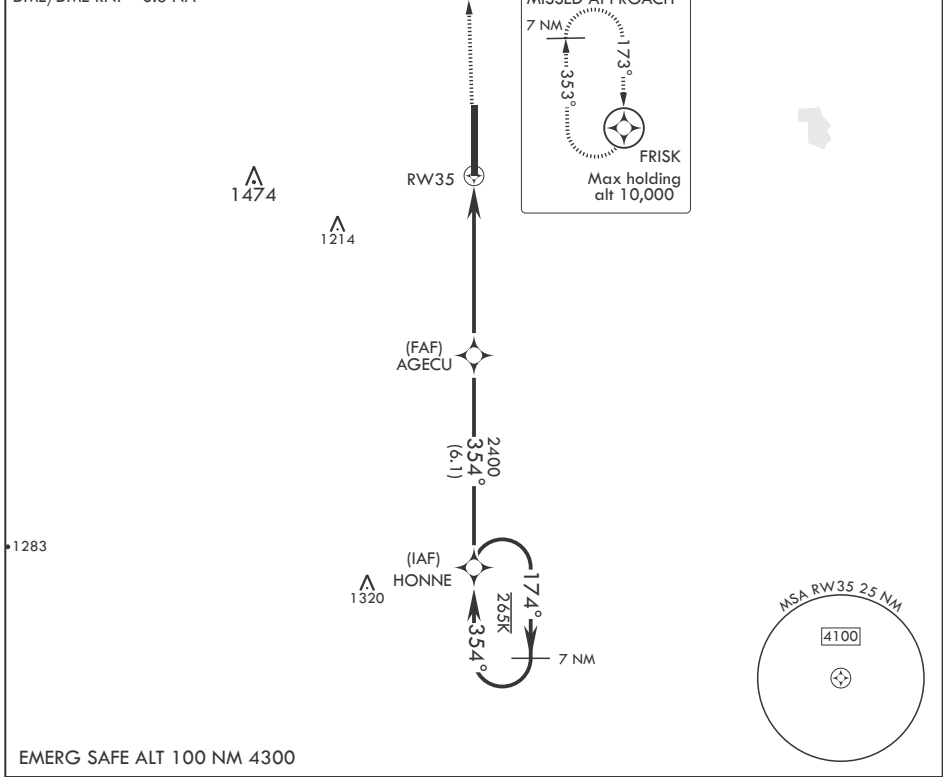 MISSED APPROACH
7 NM
173°
353°
FRISK
Max holding
alt 10,000
RW35
1474
1214
(FAF)
AGECU
2400
354°
(6.1)
1283
(IAF)
HONNE
1320
174°
265K
354°
7 NM
MSA RW35 25 NM
4100
EMERG SAFE ALT 100 NM 4300